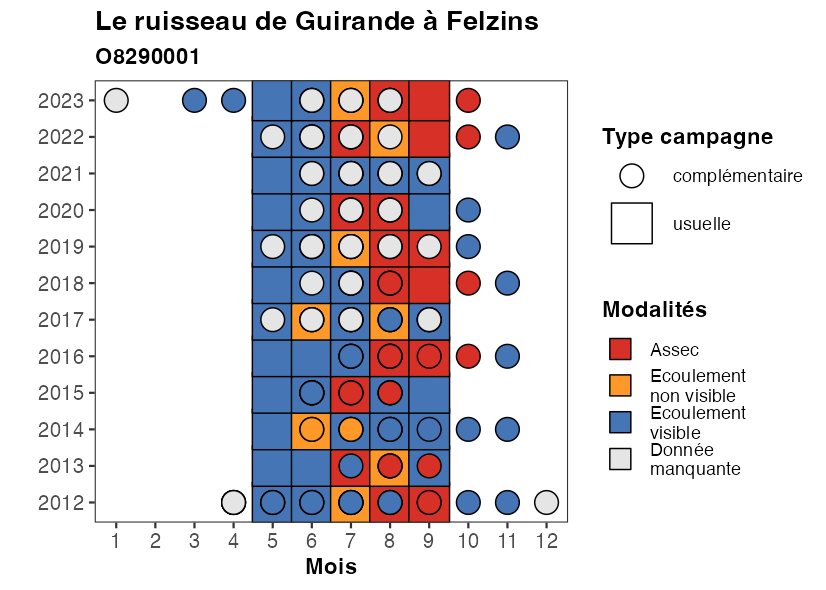 Le ruisseau de Guirande à Felzins
O8290001
2023
2022
2021
2020
2019
2018
2017
2016
2015
2014
2013
2012
1 2 3 4 5 6 7 8 9 10 11 12
Mois
Type campagne
complémentaire
usuelle
Modalités
Assec
Ecoulement
non visible
Ecoulement
visible
Donnée
manquante